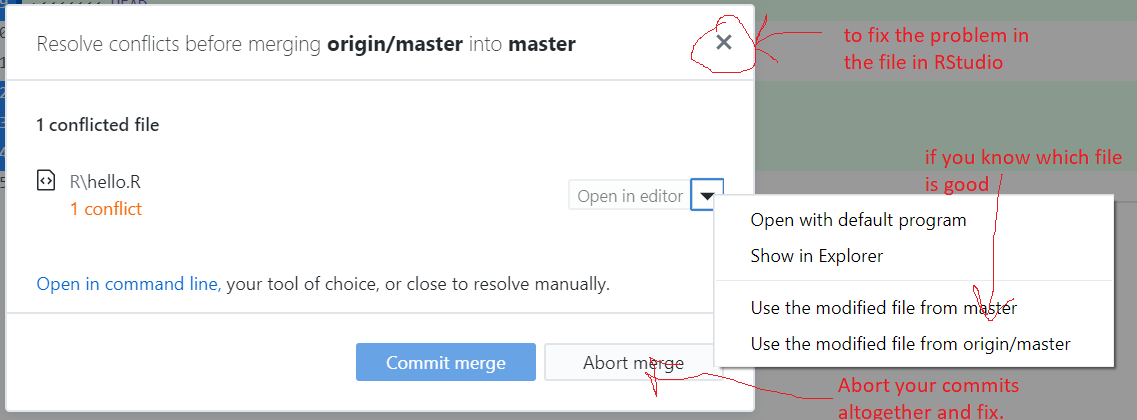 HEAD
Resolve conflicts before merging origin/master into master
to fix the problem in
the file in RStudio
1 conflicted file
if you know which file
is good
R\hello.R
1 conflict
Open in editor
Open with default program
Show in Explorer
Open in command line, your tool of choice, or close to resolve manually.
Use the modified file from master
Use the modified file from origin/master
Commit merge
Abort merge
Abort your commits
altogether and fix.